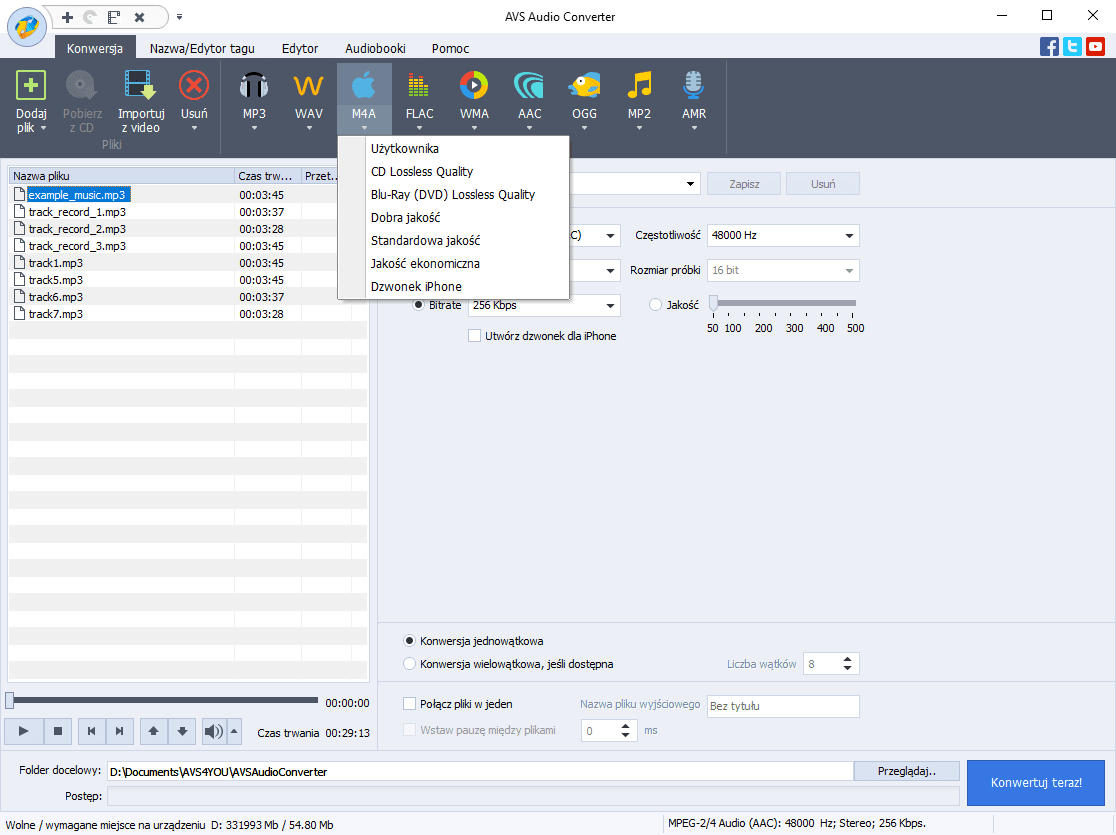 AVS Audio Converter
Konwersja Nazwa/Edytor tagu Edytor Audiobooki Pomoc
Dodaj plik Pobierz z CD Importuj z video Usuń MP3 WAV M4A FLAC WMA AAC OGG MP2 AMR
Pliki
Użytkownika
CD Lossless Quality
Blu-Ray (DVD) Lossless Quality
Dobra jakość
Standardowa jakość
Jakość ekonomiczna
Dzwonek iPhone
Nazwa pliku Czas trw... Przet...
example_music.mp3 00:03:45
track_record_1.mp3 00:03:37
track_record_2.mp3 00:03:28
track_record_3.mp3 00:03:45
track1.mp3 00:03:45
track5.mp3 00:03:45
track6.mp3 00:03:37
track7.mp3 00:03:28
Zapisz Usuń
C) Częstotliwość 48000 Hz
Rozmiar próbki 16 bit
Bitrate 256 Kbps Jakość
50 100 200 300 400 500
Utwórz dzwonek dla iPhone
Konwersja jednowątkowa
Konwersja wielowątkowa, jeśli dostępna Liczba wątków 8
Połącz pliki w jeden Nazwa pliku wyjściowego Bez tytułu
Wstaw pauzę między plikami 0 ms
00:00:00
Czas trwania 00:29:13
Folder docelowy: D:\Documents\AVS4YOU\AVSAudioConverter Przeglądaj..
Postęp:
Konwertuj teraz!
Wolne / wymagane miejsce na urządzeniu D: 331993 Mb / 54.80 Mb
MPEG-2/4 Audio (AAC): 48000 Hz; Stereo; 256 Kbps.